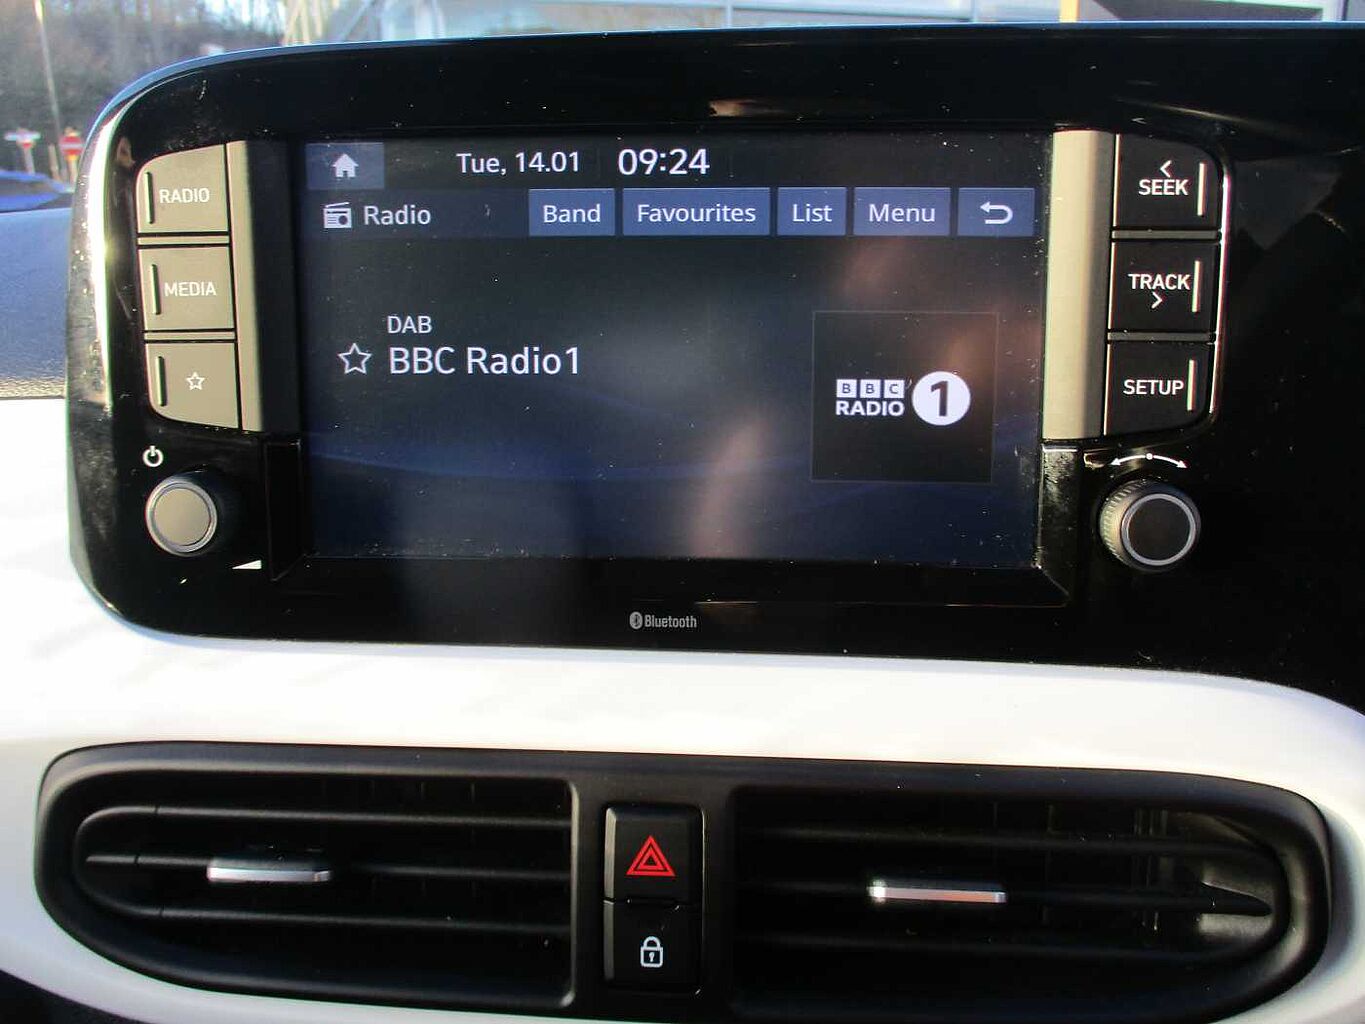 Tue, 14.01 09:24
Radio Band Favourites List Menu
DAB
BBC Radio1
BBC
RADIO 1
RADIO
MEDIA
SEEK
TRACK
SETUP
Bluetooth